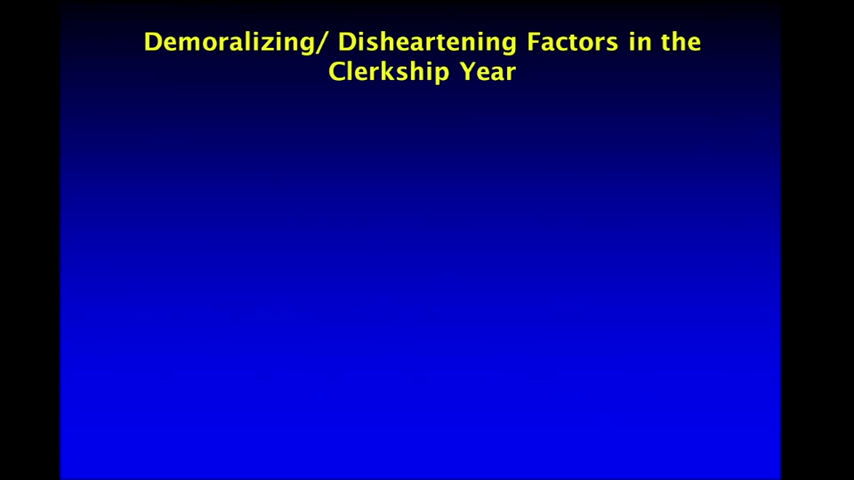 Demoralizing/ Disheartening Factors in the
Clerkship Year